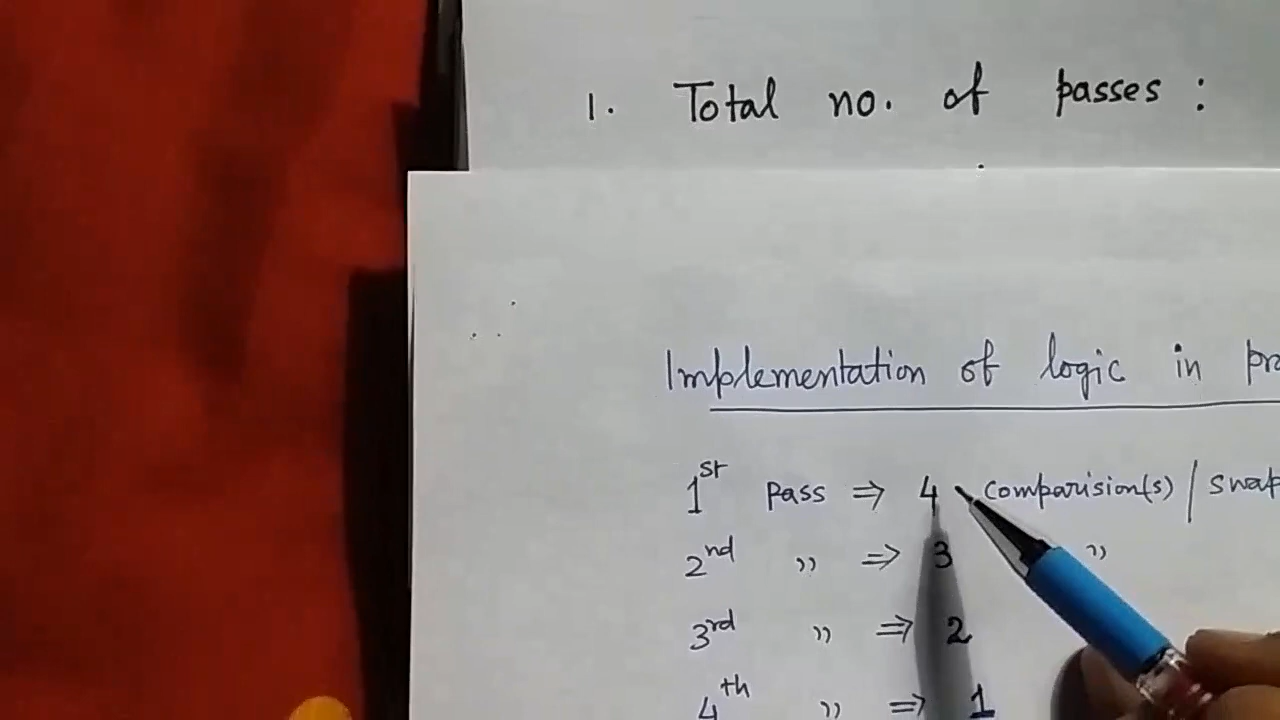 1. Total no. of passes :
Implementation of logic in
1st Pass ⇒ 4 Comparision(s) / Swap
2nd ,, ⇒ 3 ,,
3rd ,, ⇒ 2
4th ,, ⇒ 1